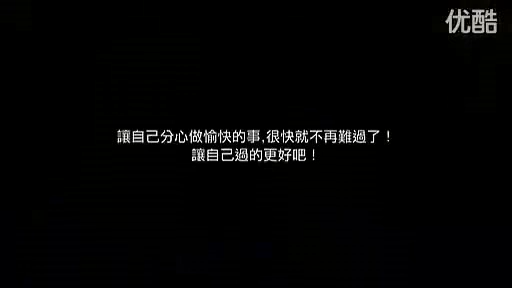 优酷
讓自己分心做愉快的事,很快就不再難過了！
讓自己過的更好吧！